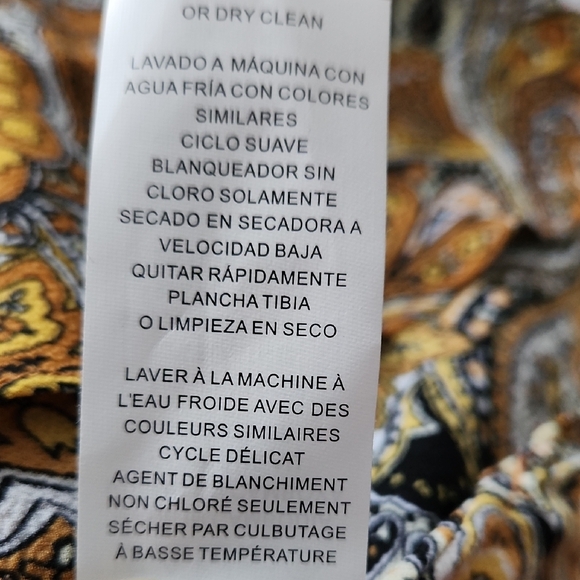 OR DRY CLEAN
LAVADO A MÁQUINA CON
AGUA FRÍA CON COLORES
SIMILARES
CICLO SUAVE
BLANQUEADOR SIN
CLORO SOLAMENTE
SECADO EN SECADORA A
VELOCIDAD BAJA
QUITAR RÁPIDAMENTE
PLANCHA TIBIA
O LIMPIEZA EN SECO
LAVER À LA MACHINE À
L'EAU FROIDE AVEC DES
COULEURS SIMILAIRES
CYCLE DÉLICAT
AGENT DE BLANCHIMENT
NON CHLORÉ SEULEMENT
SÉCHER PAR CULBUTAGE
À BASSE TEMPÉRATURE